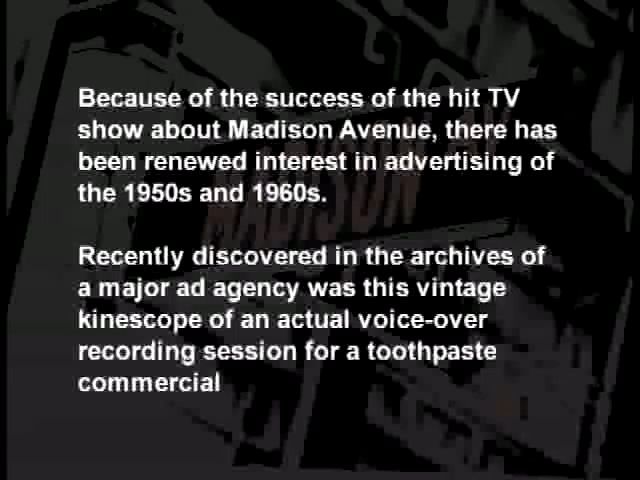 Because of the success of the hit TV
show about Madison Avenue, there has
been renewed interest in advertising of
the 1950s and 1960s.
Recently discovered in the archives of
a major ad agency was this vintage
kinescope of an actual voice-over
recording session for a toothpaste
commercial
MADISON AV